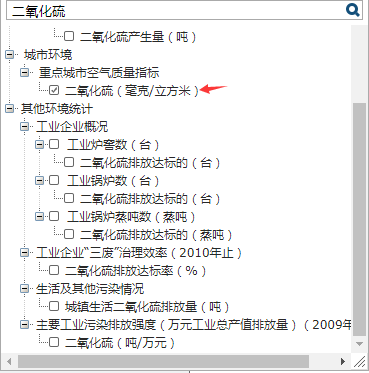 二氧化硫
二氧化硫产生量（吨）
城市环境
重点城市空气质量指标
二氧化硫（毫克/立方米）
其他环境统计
工业企业概况
工业炉窑数（台）
二氧化硫排放达标的（台）
工业锅炉数（台）
二氧化硫排放达标的（台）
工业锅炉蒸吨数（蒸吨）
二氧化硫排放达标的（蒸吨）
工业企业“三废”治理效率（2010年止）
二氧化硫排放达标率（%）
生活及其他污染情况
城镇生活二氧化硫排放量（吨）
主要工业污染排放强度（万元工业总产值排放量）（2009年
二氧化硫（吨/万元）